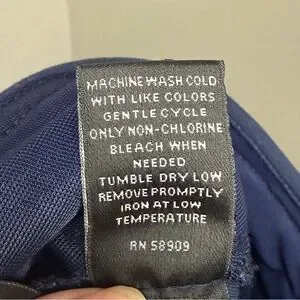 MACHINE WASH COLD
WITH LIKE COLORS
GENTLE CYCLE
ONLY NON-CHLORINE
BLEACH WHEN
NEEDED
TUMBLE DRY LOW
REMOVE PROMPTLY
IRON AT LOW
TEMPERATURE
RN 58909